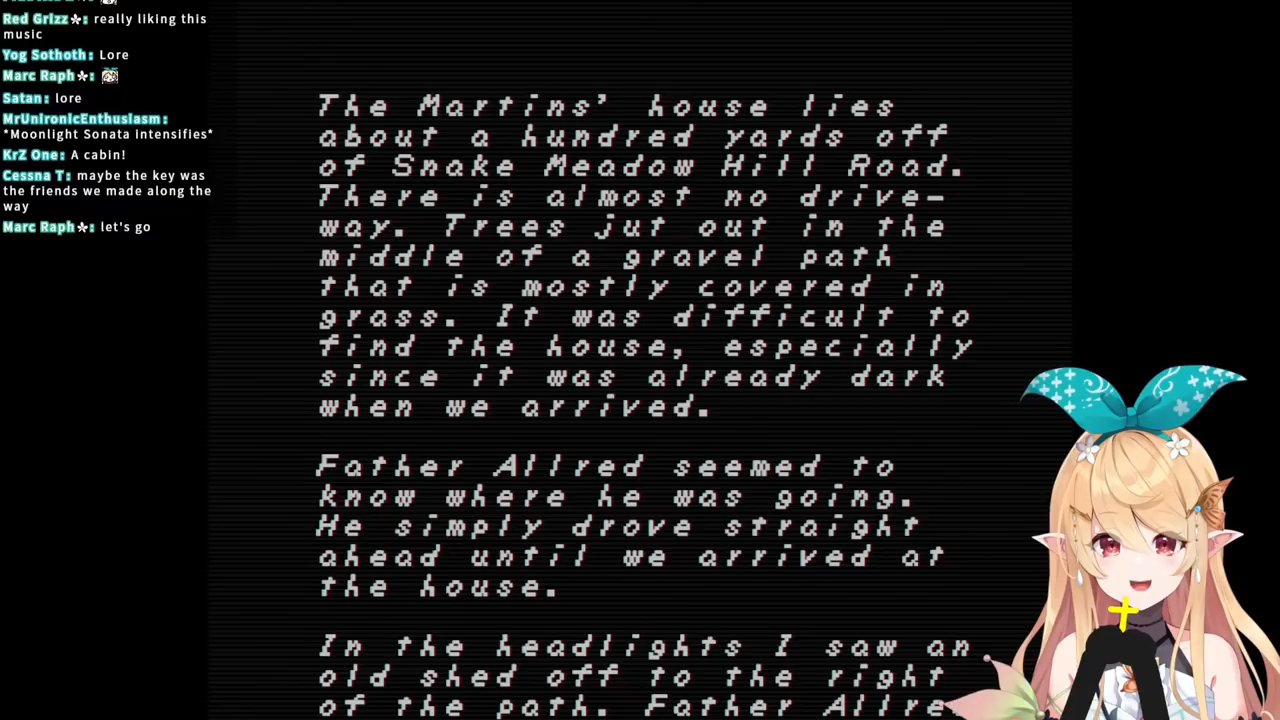 Red Grizz: really liking this
music
Yog Sothoth: Lore
Marc Raph:
Satan: lore
MrUnironicEnthusiasm:
*Moonlight Sonata intensifies*
KrZ One: A cabin!
Cessna T: maybe the key was
the friends we made along the
way
Marc Raph: let's go
The Martins' house lies
about a hundred yards off
of Snake Meadow Hill Road.
There is almost no drive-
way. Trees jut out in the
middle of a gravel path
that is mostly covered in
grass. It was difficult to
find the house, especially
since it was already dark
when we arrived.
Father Allred seemed to
know where he was going.
He simply drove straight
ahead until we arrived at
the house.
In the headlights I saw an
old shed off to the right
of the path. Father